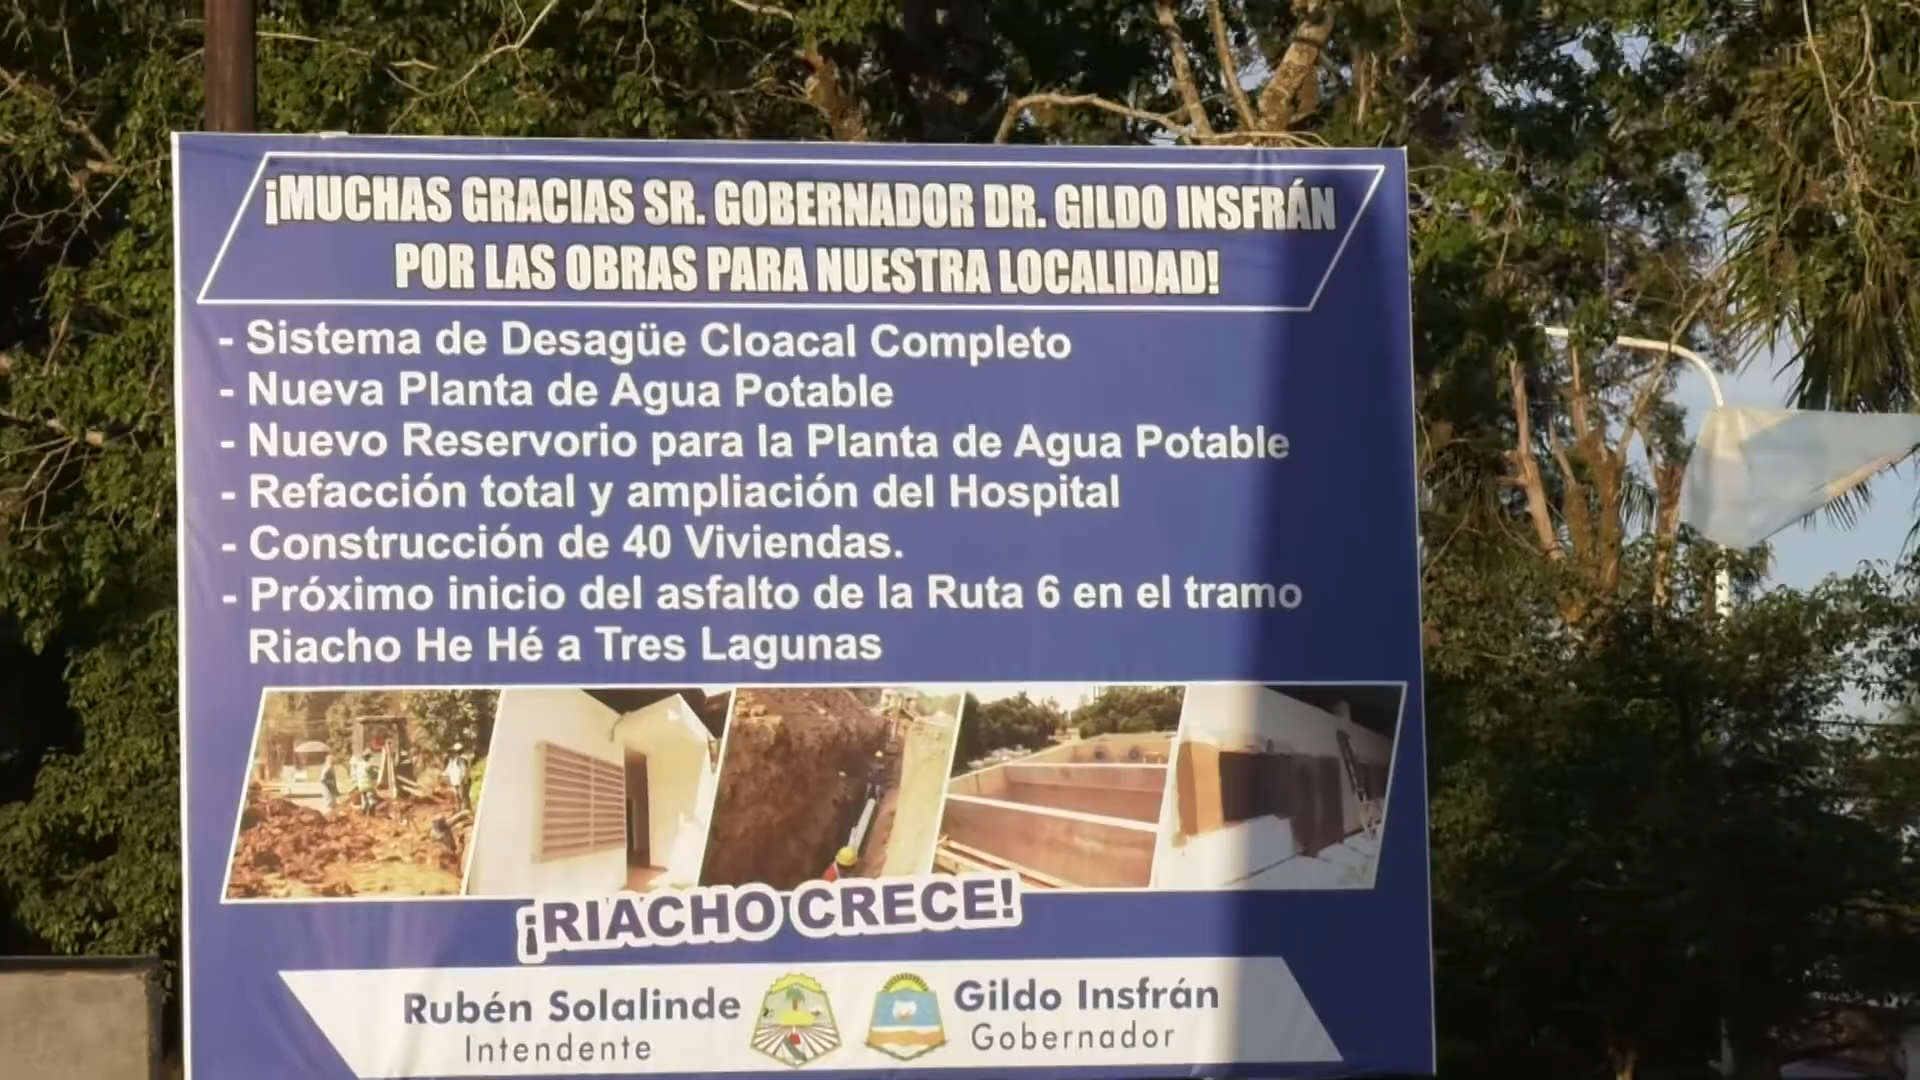 ¡MUCHAS GRACIAS SR. GOBERNADOR DR. GILDO INSFRÁN
POR LAS OBRAS PARA NUESTRA LOCALIDAD!
- Sistema de Desagüe Cloacal Completo
- Nueva Planta de Agua Potable
- Nuevo Reservorio para la Planta de Agua Potable
- Refacción total y ampliación del Hospital
- Construcción de 40 Viviendas.
- Próximo inicio del asfalto de la Ruta 6 en el tramo
Riacho He Hé a Tres Lagunas
¡RIACHO CRECE!
Rubén Solalinde
Intendente
Gildo Insfrán
Gobernador